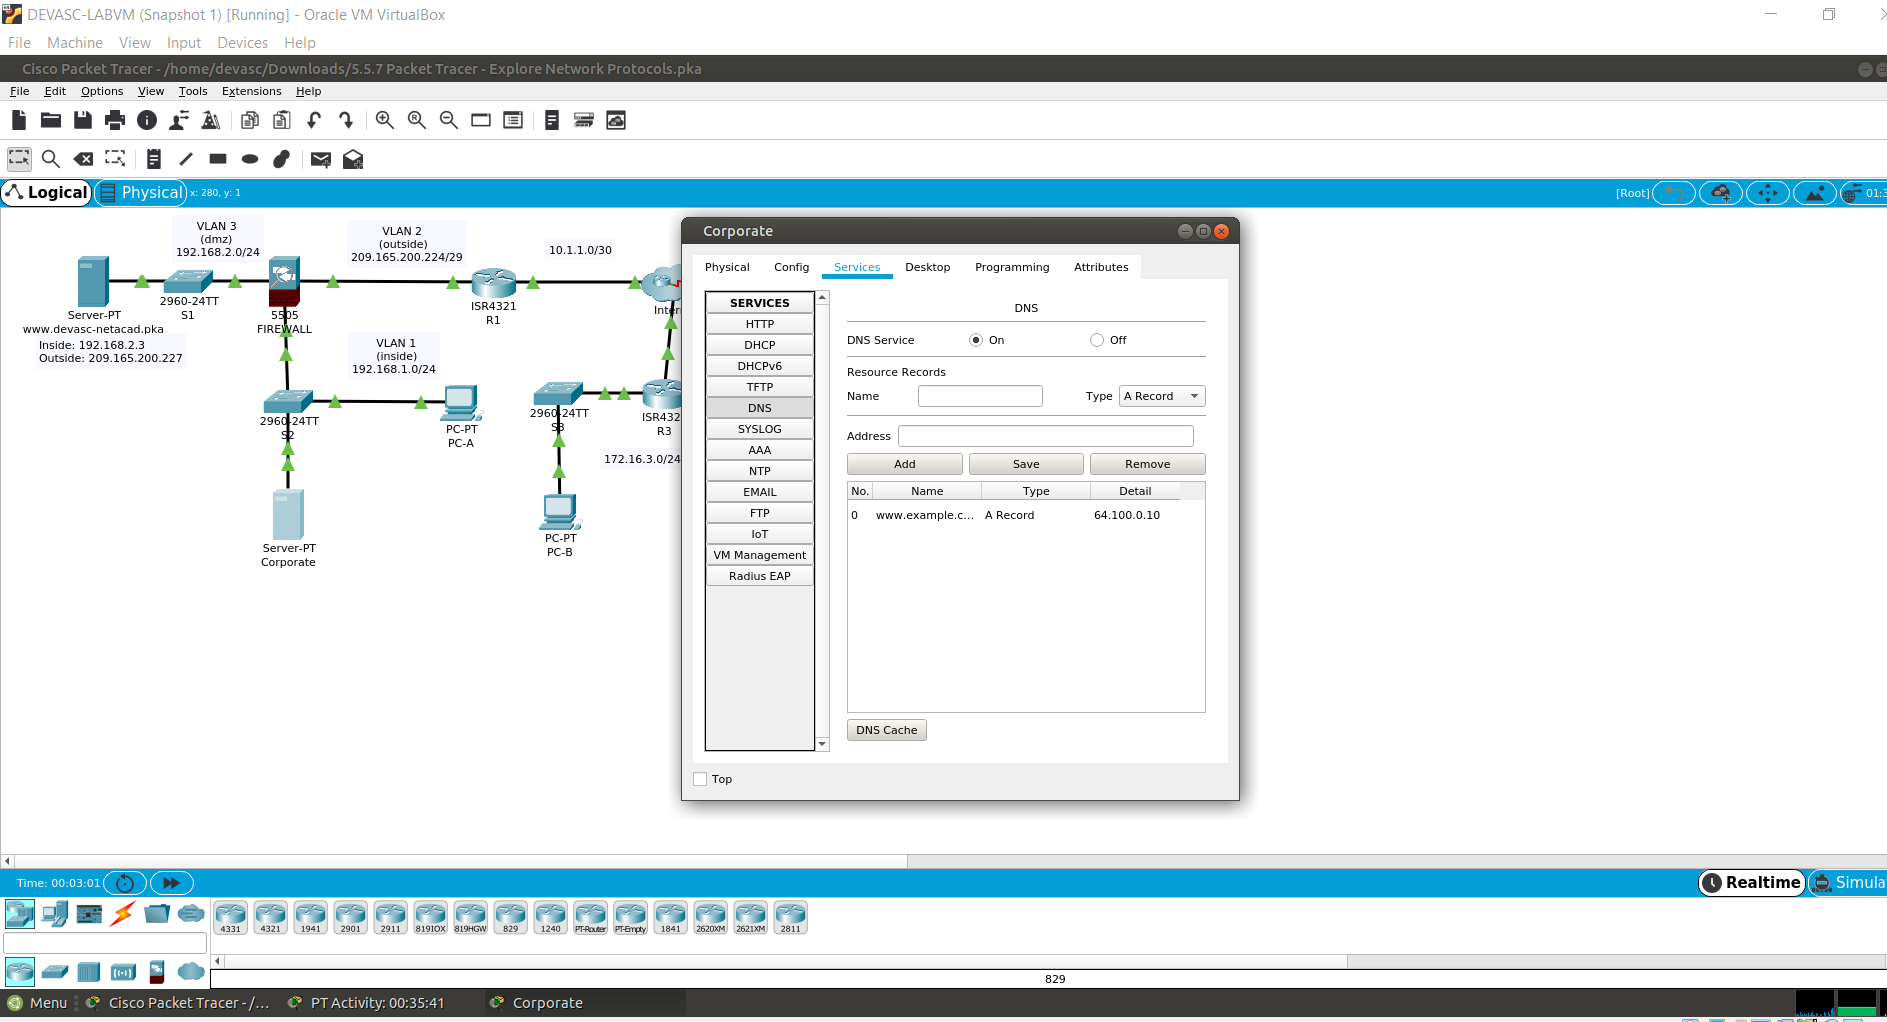 DEVASC-LABVM (Snapshot 1) [Running] - Oracle VM VirtualBox
File Machine View Input Devices Help
Cisco Packet Tracer - /home/devasc/Downloads/5.5.7 Packet Tracer - Explore Network Protocols.pka
File Edit Options View Tools Extensions Help
Logical Physical x: 280, y: 1 [Root] 01:3
VLAN 3
(dmz)
192.168.2.0/24
VLAN 2
(outside)
209.165.200.224/29
10.1.1.0/30
Server-PT
www.devasc-netacad.pka
Inside: 192.168.2.3
Outside: 209.165.200.227
2960-24TT
S1
5505
FIREWALL
ISR4321
R1
Inter
VLAN 1
(inside)
192.168.1.0/24
2960-24TT
S2
PC-PT
PC-A
2960-24TT
S3
ISR432
R3
172.16.3.0/24
Server-PT
Corporate
PC-PT
PC-B
Corporate
Physical Config Services Desktop Programming Attributes
SERVICES
HTTP
DHCP
DHCPv6
TFTP
DNS
SYSLOG
AAA
NTP
EMAIL
FTP
IoT
VM Management
Radius EAP
DNS
DNS Service On Off
Resource Records
Name Type A Record
Address
Add Save Remove
No. Name Type Detail
0 www.example.c... A Record 64.100.0.10
DNS Cache
Top
Time: 00:03:01 Realtime Simula
4331 4321 1941 2901 2911 819IOX 819HGW 829 1240 PT-Router PT-Empty 1841 2620XM 2621XM 2811
829
Menu Cisco Packet Tracer - /... PT Activity: 00:35:41 Corporate